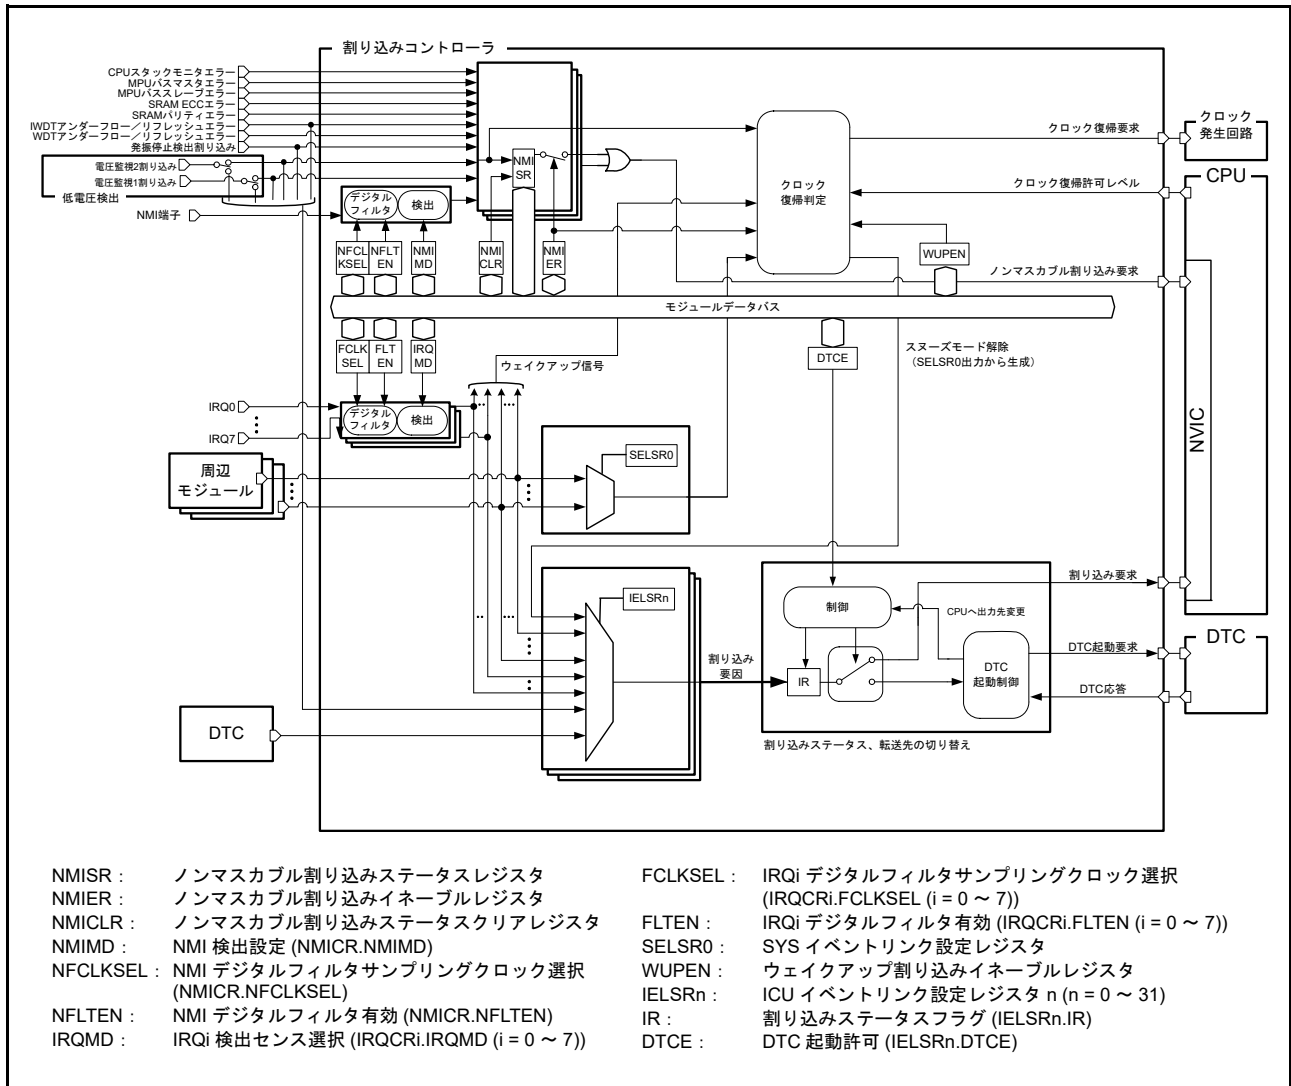 割り込みコントローラ
CPUスタックモニタエラー
MPUバスマスタエラー
MPUバススレーブエラー
SRAM ECCエラー
SRAMパリティエラー
IWDTアンダーフロー／リフレッシュエラー
WDTアンダーフロー／リフレッシュエラー
発振停止検出割り込み
電圧監視2割り込み
電圧監視1割り込み
低電圧検出
NMI端子
デジタル
フィルタ
検出
NMI
SR
NFCL
KSEL
NFLT
EN
NMI
MD
NMI
CLR
NMI
ER
クロック
復帰判定
WUPEN
クロック復帰要求
クロック
発生回路
クロック復帰許可レベル
CPU
ノンマスカブル割り込み要求
モジュールデータバス
FCLK
SEL
FLT
EN
IRQ
MD
ウェイクアップ信号
DTCE
スヌーズモード解除
（SELSR0出力から生成）
NVIC
IRQ0
IRQ7
デジタル
フィルタ
検出
周辺
モジュール
SELSR0
IELSRn
割り込み
要因
制御
CPUへ出力先変更
IR
DTC
起動制御
割り込み要求
DTC起動要求
DTC応答
DTC
DTC
割り込みステータス、転送先の切り替え
NMISR : ノンマスカブル割り込みステータスレジスタ
NMIER : ノンマスカブル割り込みイネーブルレジスタ
NMICLR : ノンマスカブル割り込みステータスクリアレジスタ
NMIMD : NMI 検出設定 (NMICR.NMIMD)
NFCLKSEL : NMI デジタルフィルタサンプリングクロック選択
(NMICR.NFCLKSEL)
NFLTEN : NMI デジタルフィルタ有効 (NMICR.NFLTEN)
IRQMD : IRQi 検出センス選択 (IRQCRi.IRQMD (i = 0 ～ 7))
FCLKSEL : IRQi デジタルフィルタサンプリングクロック選択
(IRQCRi.FCLKSEL (i = 0 ～ 7))
FLTEN : IRQi デジタルフィルタ有効 (IRQCRi.FLTEN (i = 0 ～ 7))
SELSR0 : SYS イベントリンク設定レジスタ
WUPEN : ウェイクアップ割り込みイネーブルレジスタ
IELSRn : ICU イベントリンク設定レジスタ n (n = 0 ～ 31)
IR : 割り込みステータスフラグ (IELSRn.IR)
DTCE : DTC 起動許可 (IELSRn.DTCE)